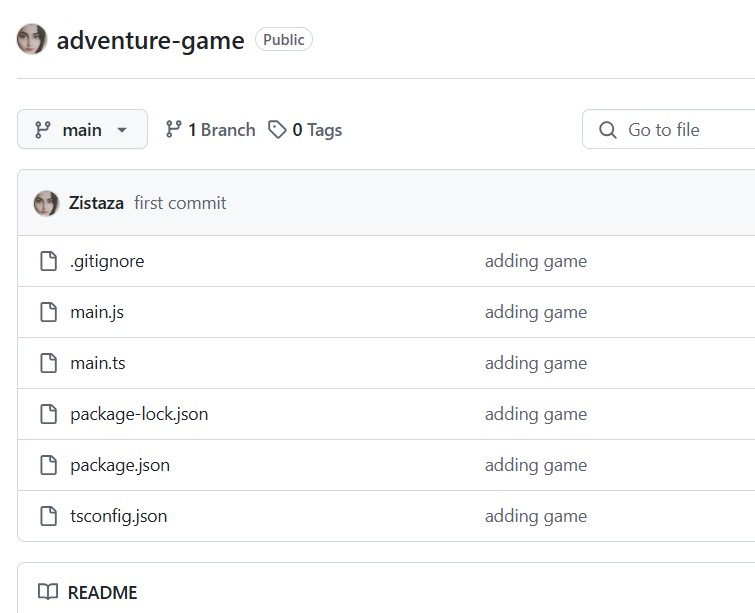 adventure-game Public
main 1 Branch 0 Tags Go to file
Zistaza first commit
.gitignore adding game
main.js adding game
main.ts adding game
package-lock.json adding game
package.json adding game
tsconfig.json adding game
README